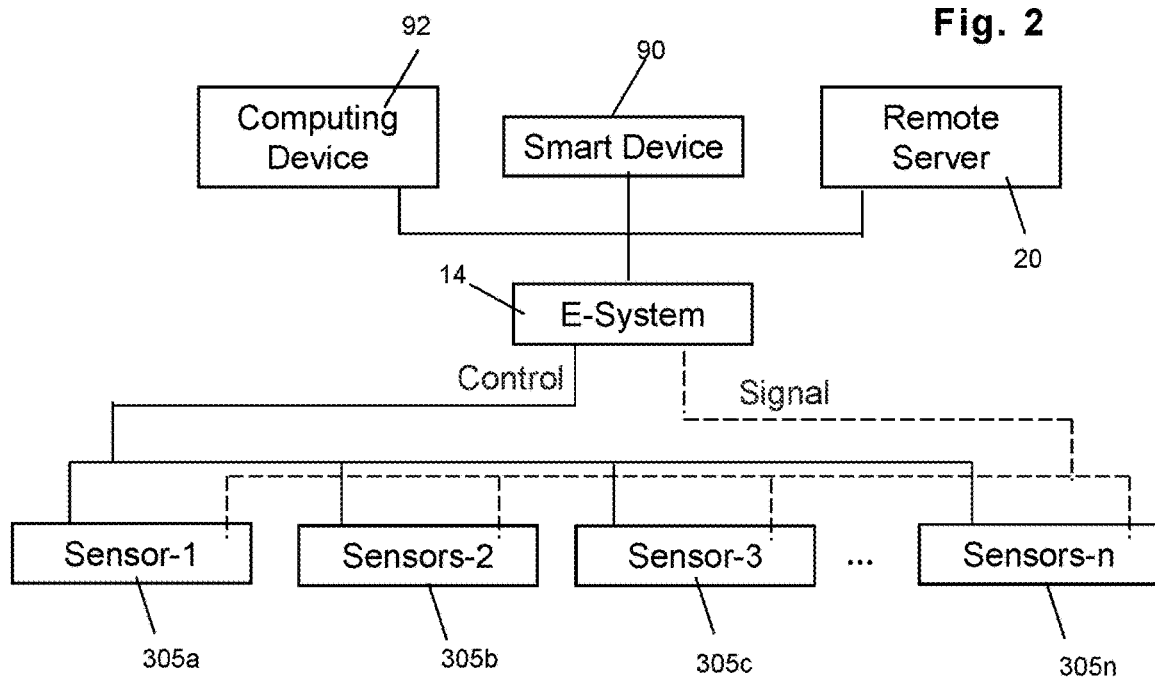 Fig. 2
92
90
Computing
Device
Smart Device
Remote
Server
20
14
E-System
Control
Signal
Sensor-1
Sensors-2
Sensor-3
...
Sensors-n
305a
305b
305c
305n